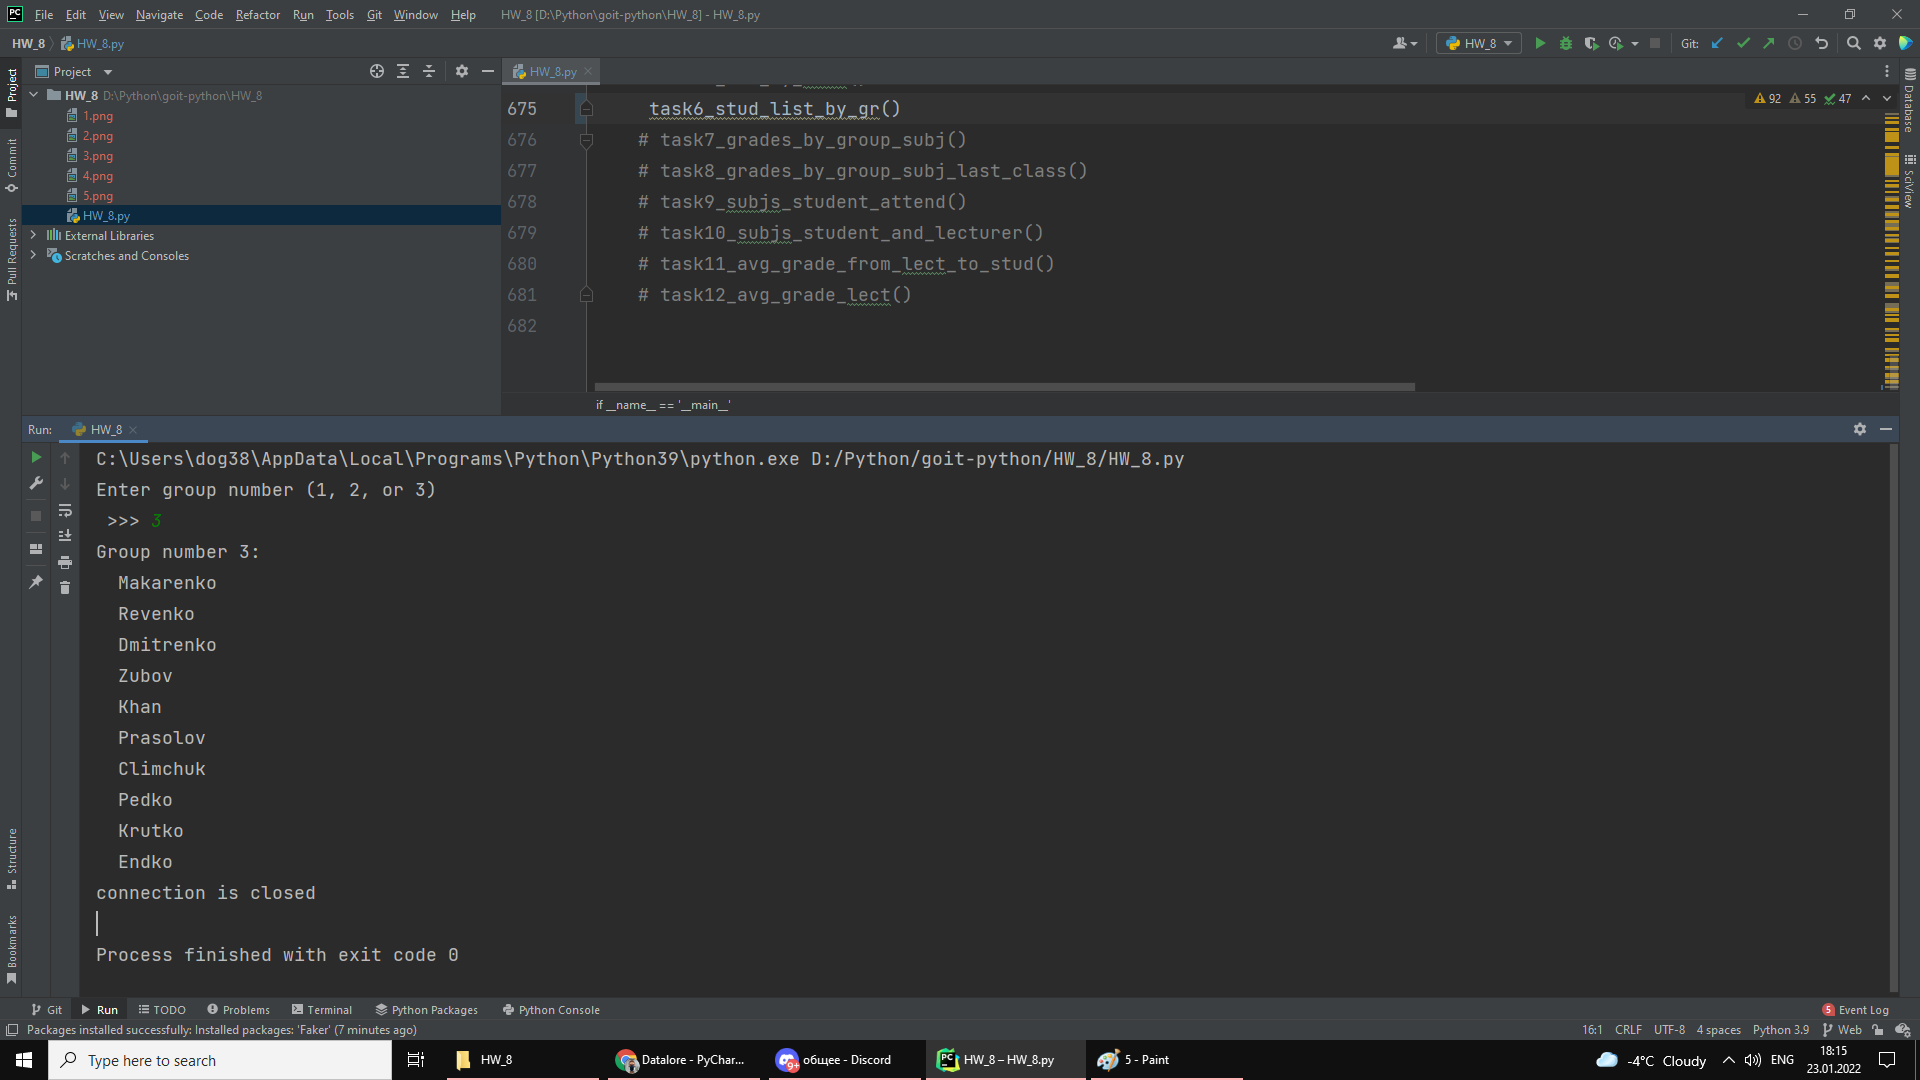 File Edit View Navigate Code Refactor Run Tools Git Window Help HW_8 [D:\Python\goit-python\HW_8] - HW_8.py
HW_8 HW_8.py HW_8 Git:
Project HW_8.py
HW_8 D:\Python\goit-python\HW_8
1.png
2.png
3.png
4.png
5.png
HW_8.py
External Libraries
Scratches and Consoles
Project
Commit
Pull Requests
Structure
Bookmarks
675 task6_stud_list_by_gr()
676 # task7_grades_by_group_subj()
677 # task8_grades_by_group_subj_last_class()
678 # task9_subjs_student_attend()
679 # task10_subjs_student_and_lecturer()
680 # task11_avg_grade_from_lect_to_stud()
681 # task12_avg_grade_lect()
682
92 55 47
Database
SciView
if __name__ == '__main__'
Run: HW_8
C:\Users\dog38\AppData\Local\Programs\Python\Python39\python.exe D:/Python/goit-python/HW_8/HW_8.py
Enter group number (1, 2, or 3)
>>> 3
Group number 3:
Makarenko
Revenko
Dmitrenko
Zubov
Khan
Prasolov
Climchuk
Pedko
Krutko
Endko
connection is closed
Process finished with exit code 0
Git Run TODO Problems Terminal Python Packages Python Console 5 Event Log
Packages installed successfully: Installed packages: 'Faker' (7 minutes ago) 16:1 CRLF UTF-8 4 spaces Python 3.9 Web
Type here to search HW_8 Datalore - PyChar... 9+ общее - Discord PC HW_8 – HW_8.py 5 - Paint -4°C Cloudy ENG 18:15
23.01.2022